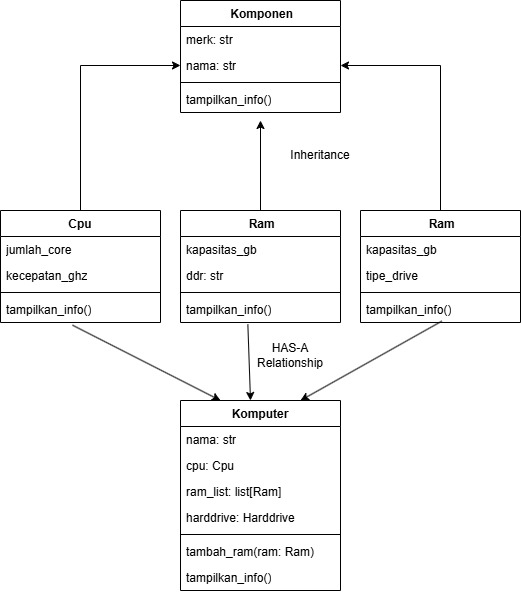 Komponen
merk: str
nama: str
tampilkan_info()
Inheritance
Cpu
jumlah_core
kecepatan_ghz
tampilkan_info()
Ram
kapasitas_gb
ddr: str
tampilkan_info()
Ram
kapasitas_gb
tipe_drive
tampilkan_info()
HAS-A
Relationship
Komputer
nama: str
cpu: Cpu
ram_list: list[Ram]
harddrive: Harddrive
tambah_ram(ram: Ram)
tampilkan_info()